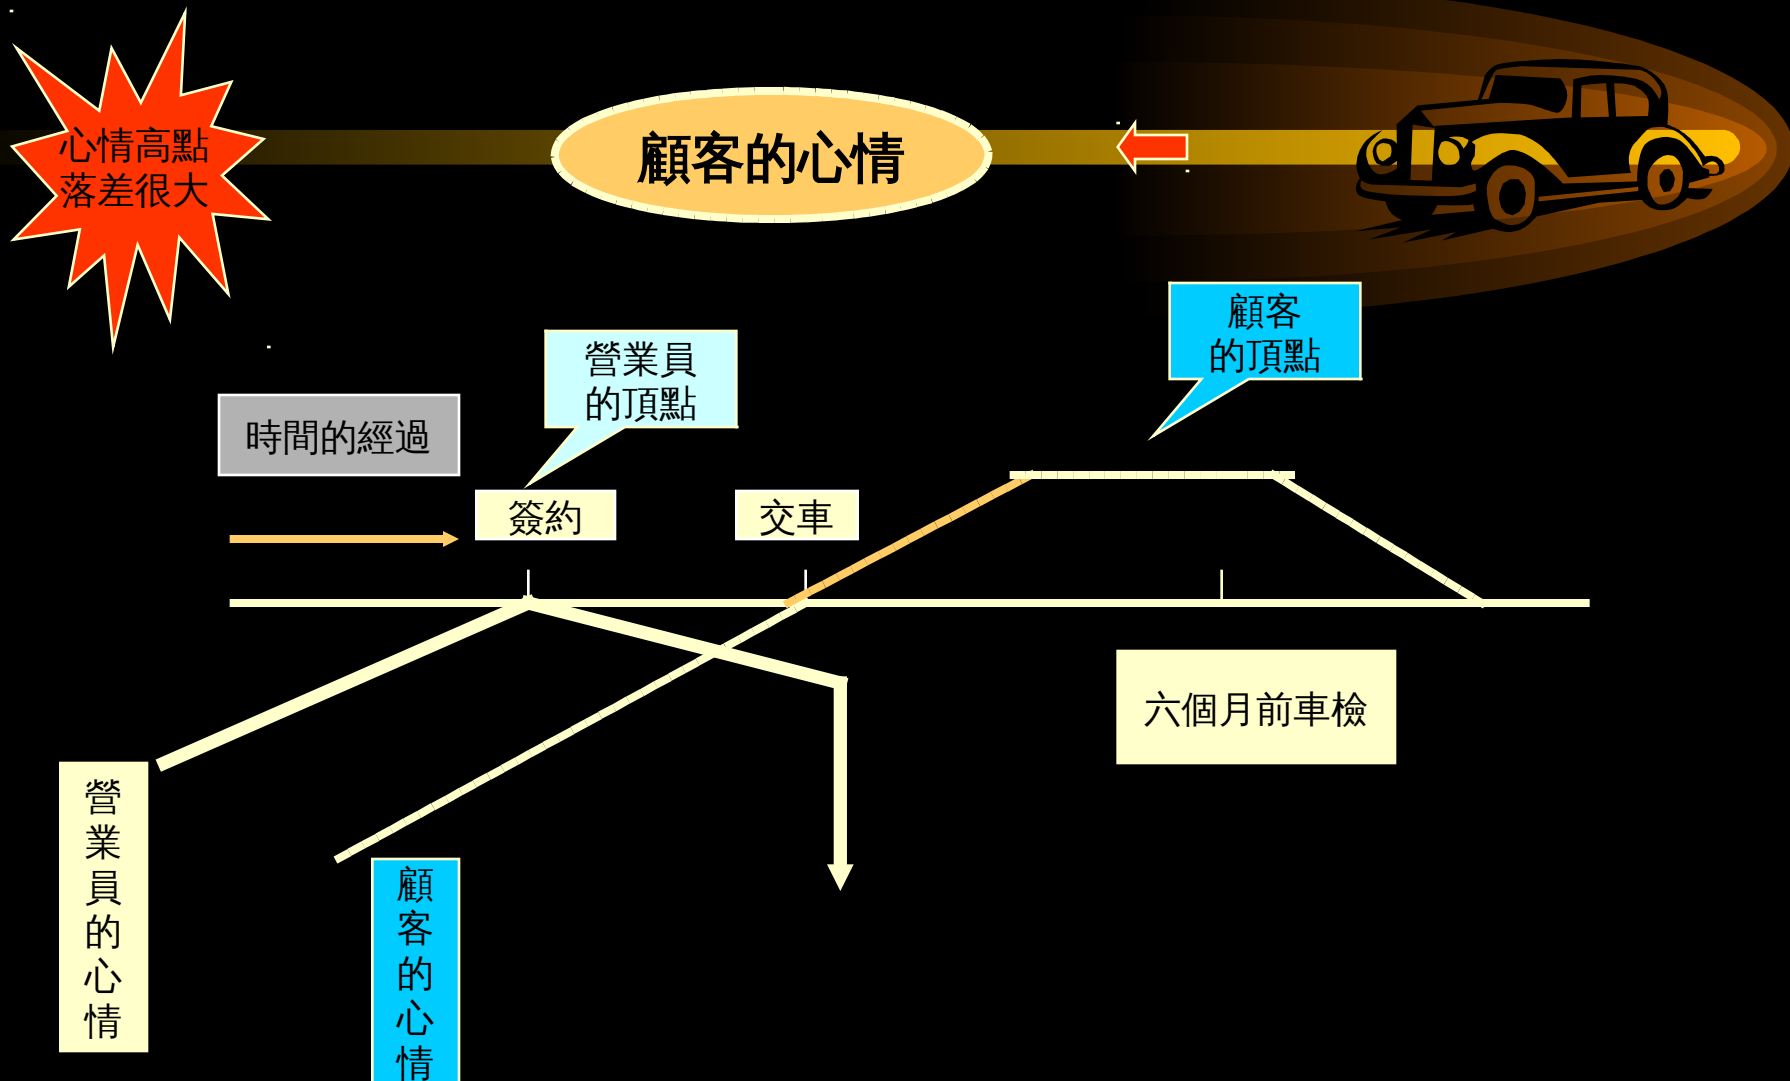 心情高點
落差很大
顧客的心情
顧客
的頂點
營業員
的頂點
時間的經過
簽約
交車
六個月前車檢
營業員的心情
顧客的心情